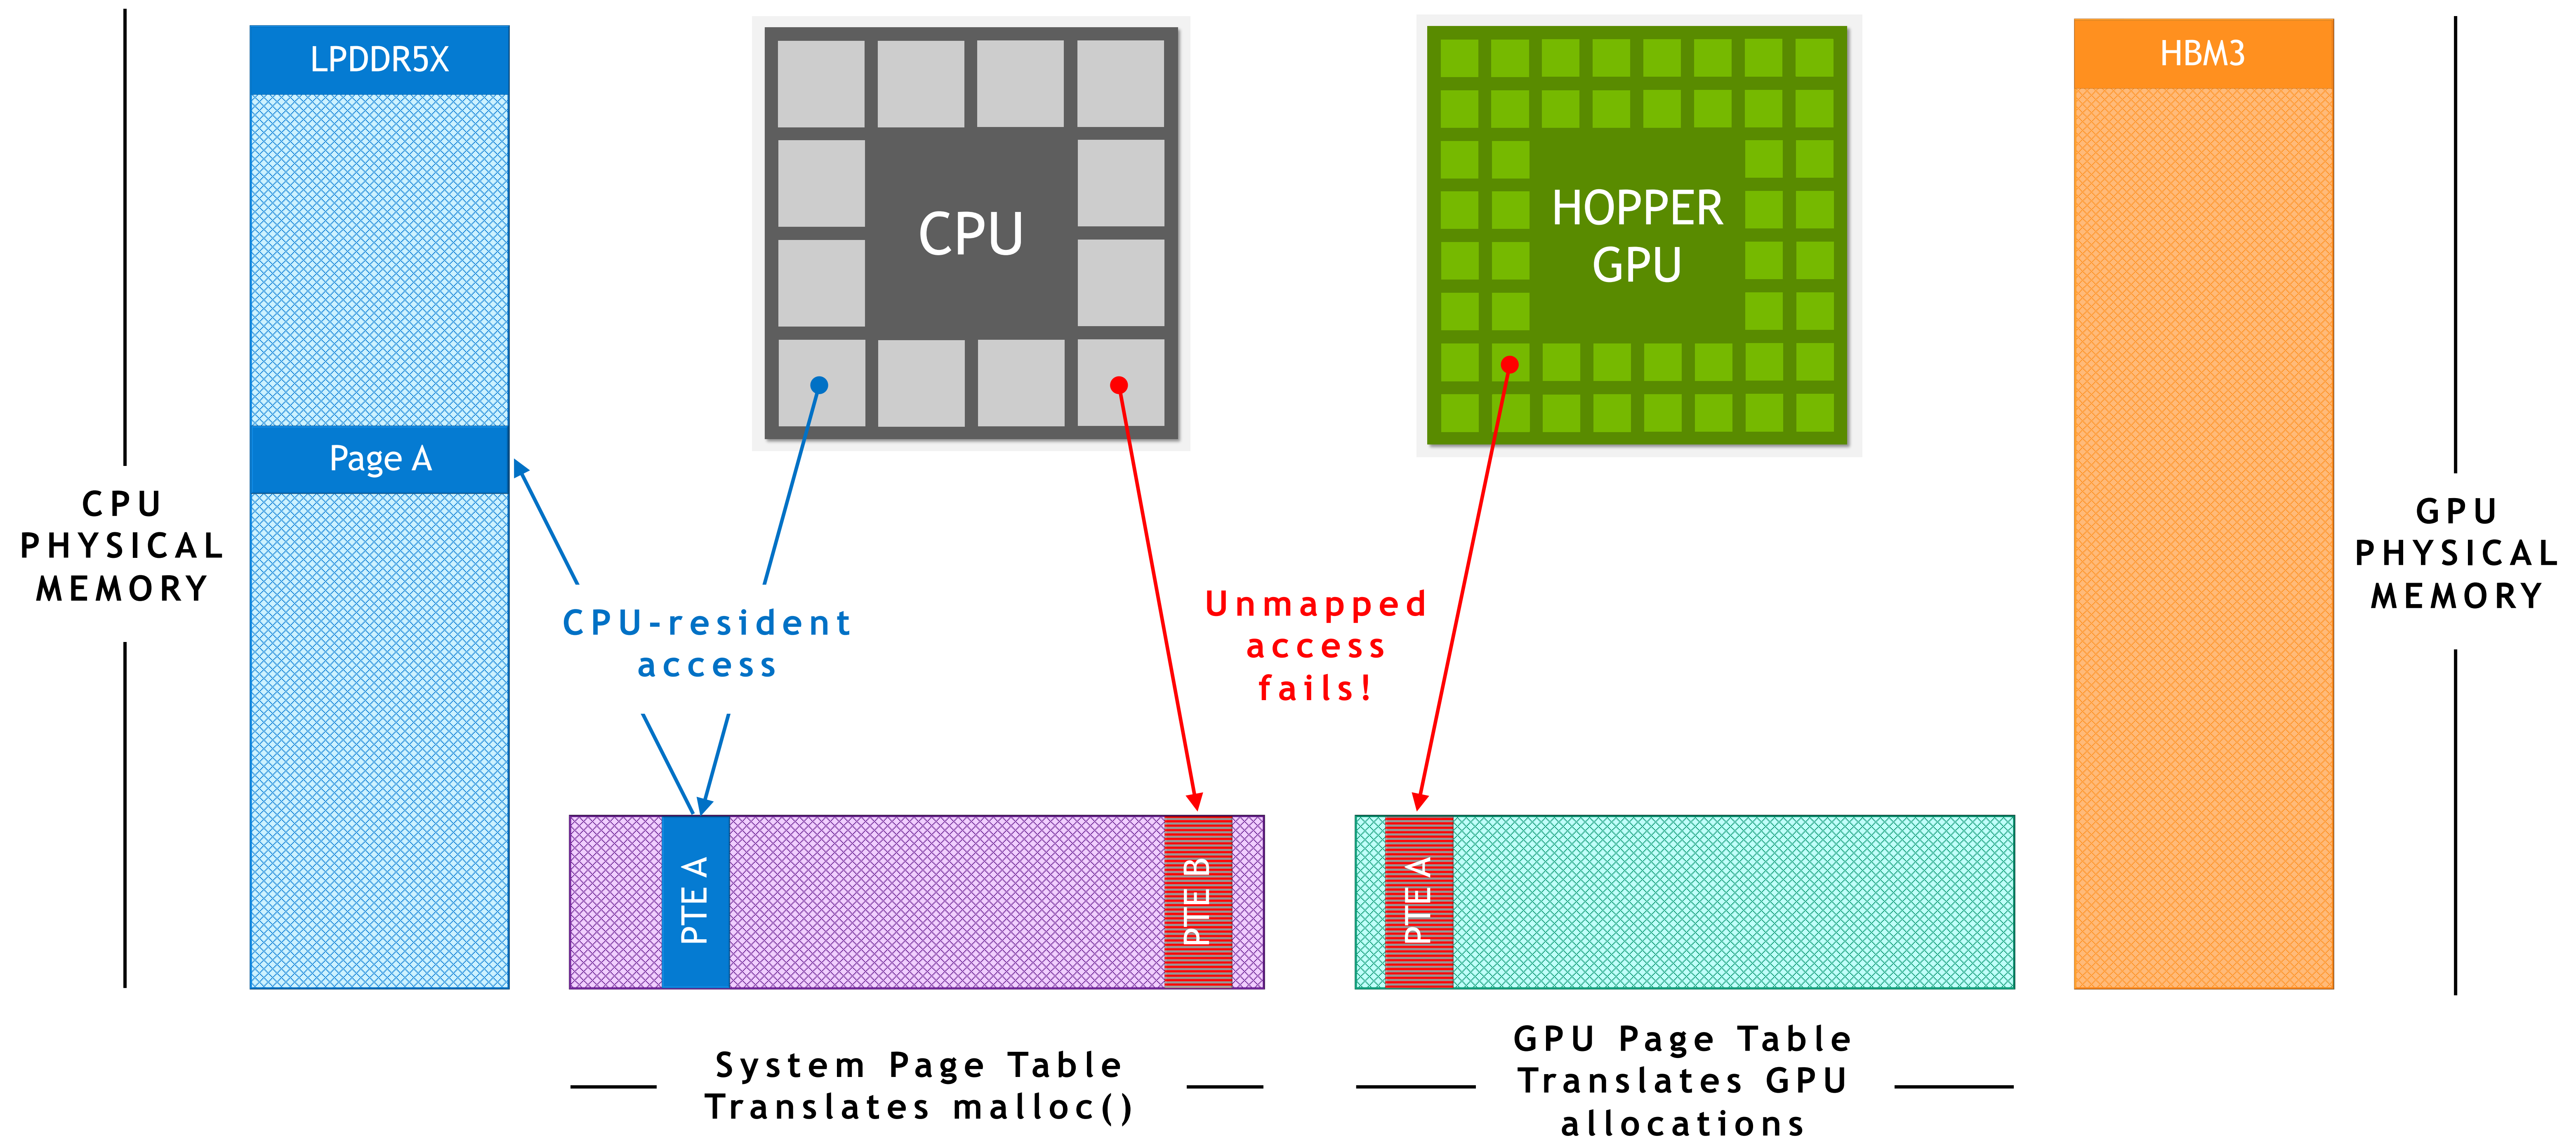 LPDDR5X
Page A
CPU
PHYSICAL
MEMORY
CPU
HOPPER
GPU
HBM3
GPU
PHYSICAL
MEMORY
CPU-resident
access
Unmapped
access
fails!
PTE A
PTE B
PTE A
System Page Table
Translates malloc()
GPU Page Table
Translates GPU
allocations